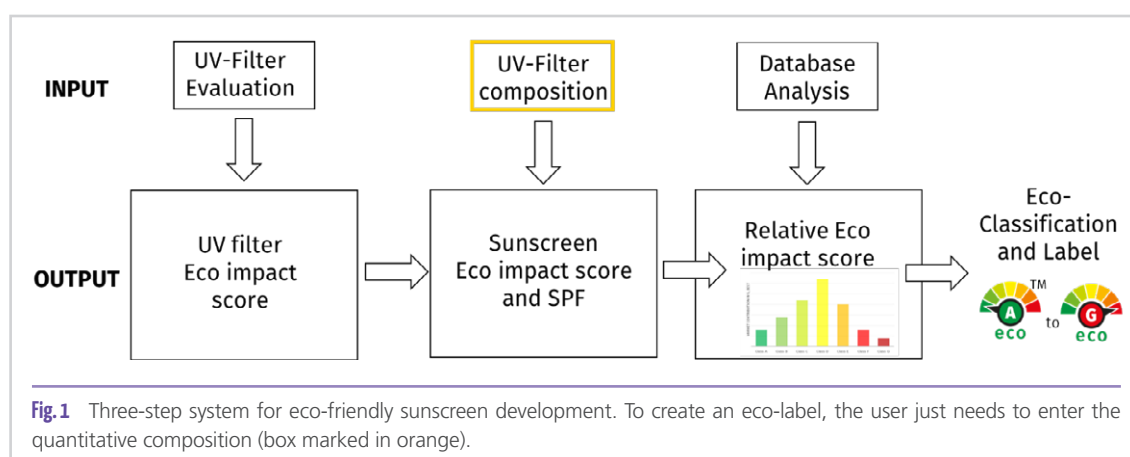 INPUT
UV-Filter
Evaluation
UV-Filter
composition
Database
Analysis
OUTPUT
UV filter
Eco impact
score
Sunscreen
Eco impact score
and SPF
Relative Eco
impact score
Eco-
Classification
and Label
A
TM
eco
to
G
eco
Fig. 1 Three-step system for eco-friendly sunscreen development. To create an eco-label, the user just needs to enter the
quantitative composition (box marked in orange).